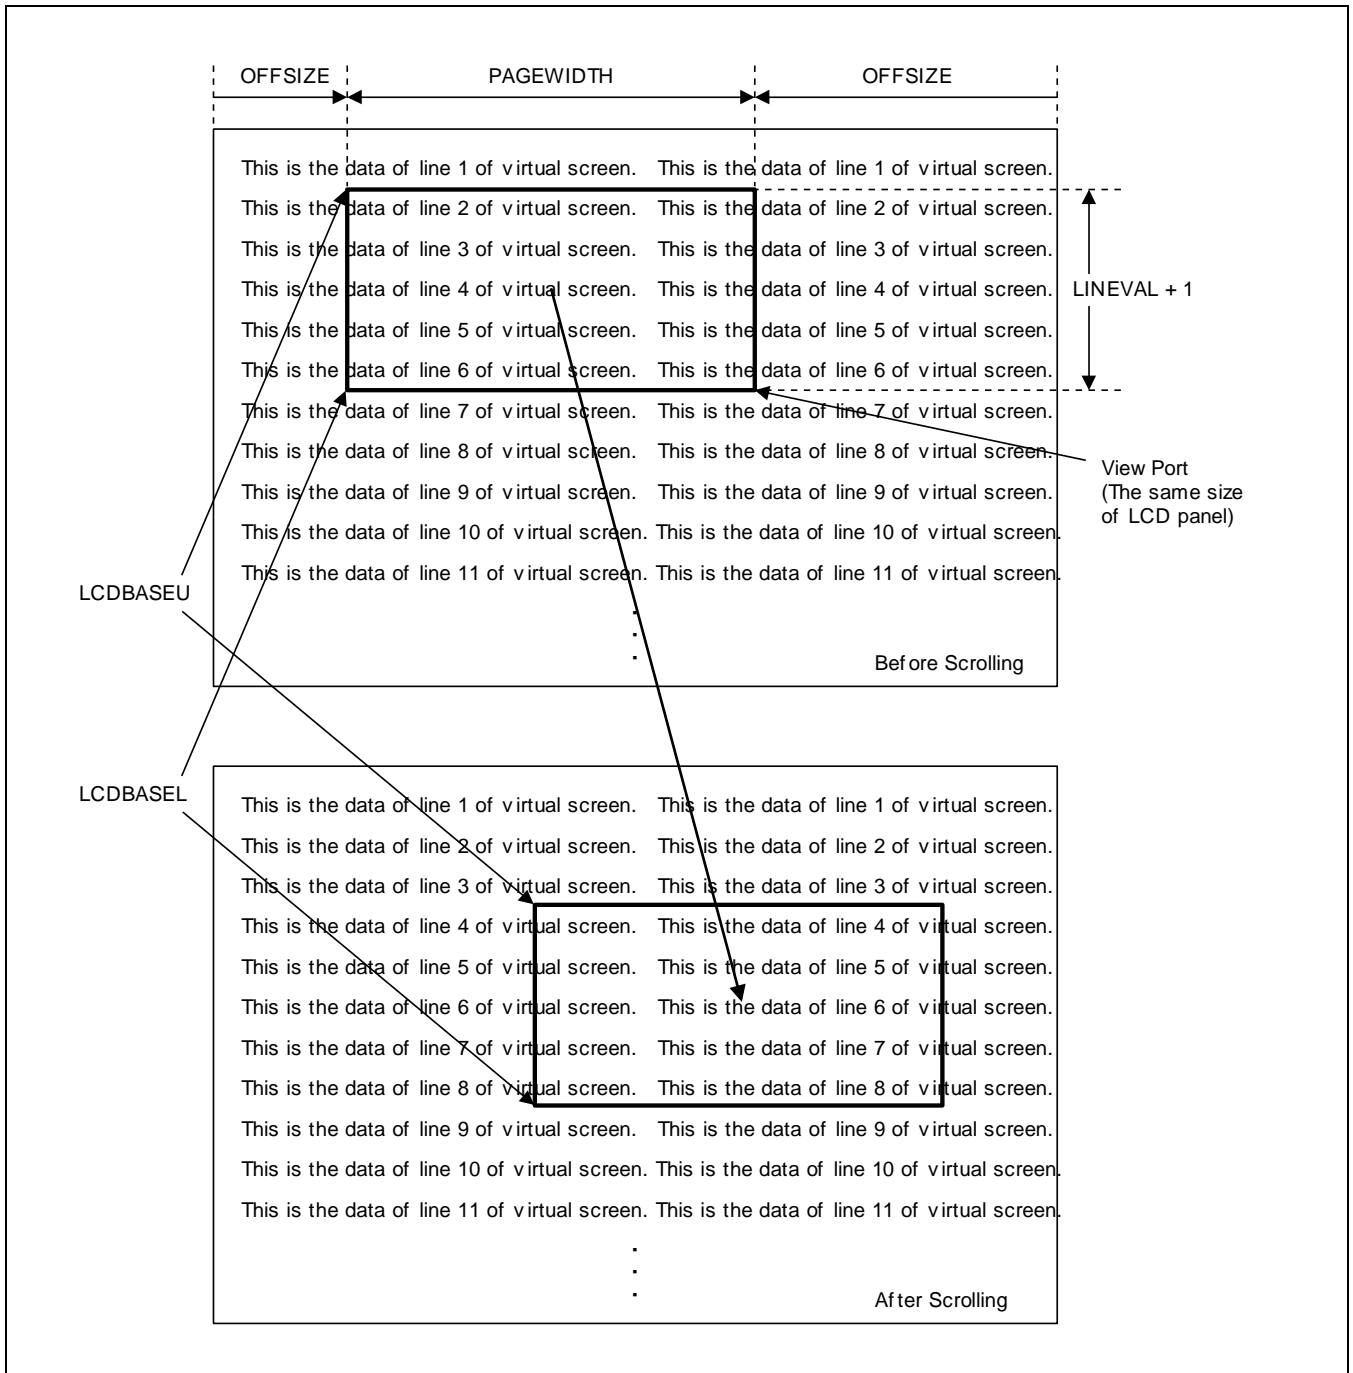 OFFSIZE PAGEWIDTH OFFSIZE
This is the data of line 1 of virtual screen. This is the data of line 1 of virtual screen.
This is the data of line 2 of virtual screen. This is the data of line 2 of virtual screen.
This is the data of line 3 of virtual screen. This is the data of line 3 of virtual screen.
This is the data of line 4 of virtual screen. This is the data of line 4 of virtual screen.
LINEVAL + 1
This is the data of line 5 of virtual screen. This is the data of line 5 of virtual screen.
This is the data of line 6 of virtual screen. This is the data of line 6 of virtual screen.
This is the data of line 7 of virtual screen. This is the data of line 7 of virtual screen.
This is the data of line 8 of virtual screen. This is the data of line 8 of virtual screen.
View Port
(The same size
of LCD panel)
This is the data of line 9 of virtual screen. This is the data of line 9 of virtual screen.
This is the data of line 10 of virtual screen. This is the data of line 10 of virtual screen.
This is the data of line 11 of virtual screen. This is the data of line 11 of virtual screen.
LCDBASEU
.
.
.
Before Scrolling
LCDBASEL
This is the data of line 1 of virtual screen. This is the data of line 1 of virtual screen.
This is the data of line 2 of virtual screen. This is the data of line 2 of virtual screen.
This is the data of line 3 of virtual screen. This is the data of line 3 of virtual screen.
This is the data of line 4 of virtual screen. This is the data of line 4 of virtual screen.
This is the data of line 5 of virtual screen. This is the data of line 5 of virtual screen.
This is the data of line 6 of virtual screen. This is the data of line 6 of virtual screen.
This is the data of line 7 of virtual screen. This is the data of line 7 of virtual screen.
This is the data of line 8 of virtual screen. This is the data of line 8 of virtual screen.
This is the data of line 9 of virtual screen. This is the data of line 9 of virtual screen.
This is the data of line 10 of virtual screen. This is the data of line 10 of virtual screen.
This is the data of line 11 of virtual screen. This is the data of line 11 of virtual screen.
.
.
.
After Scrolling